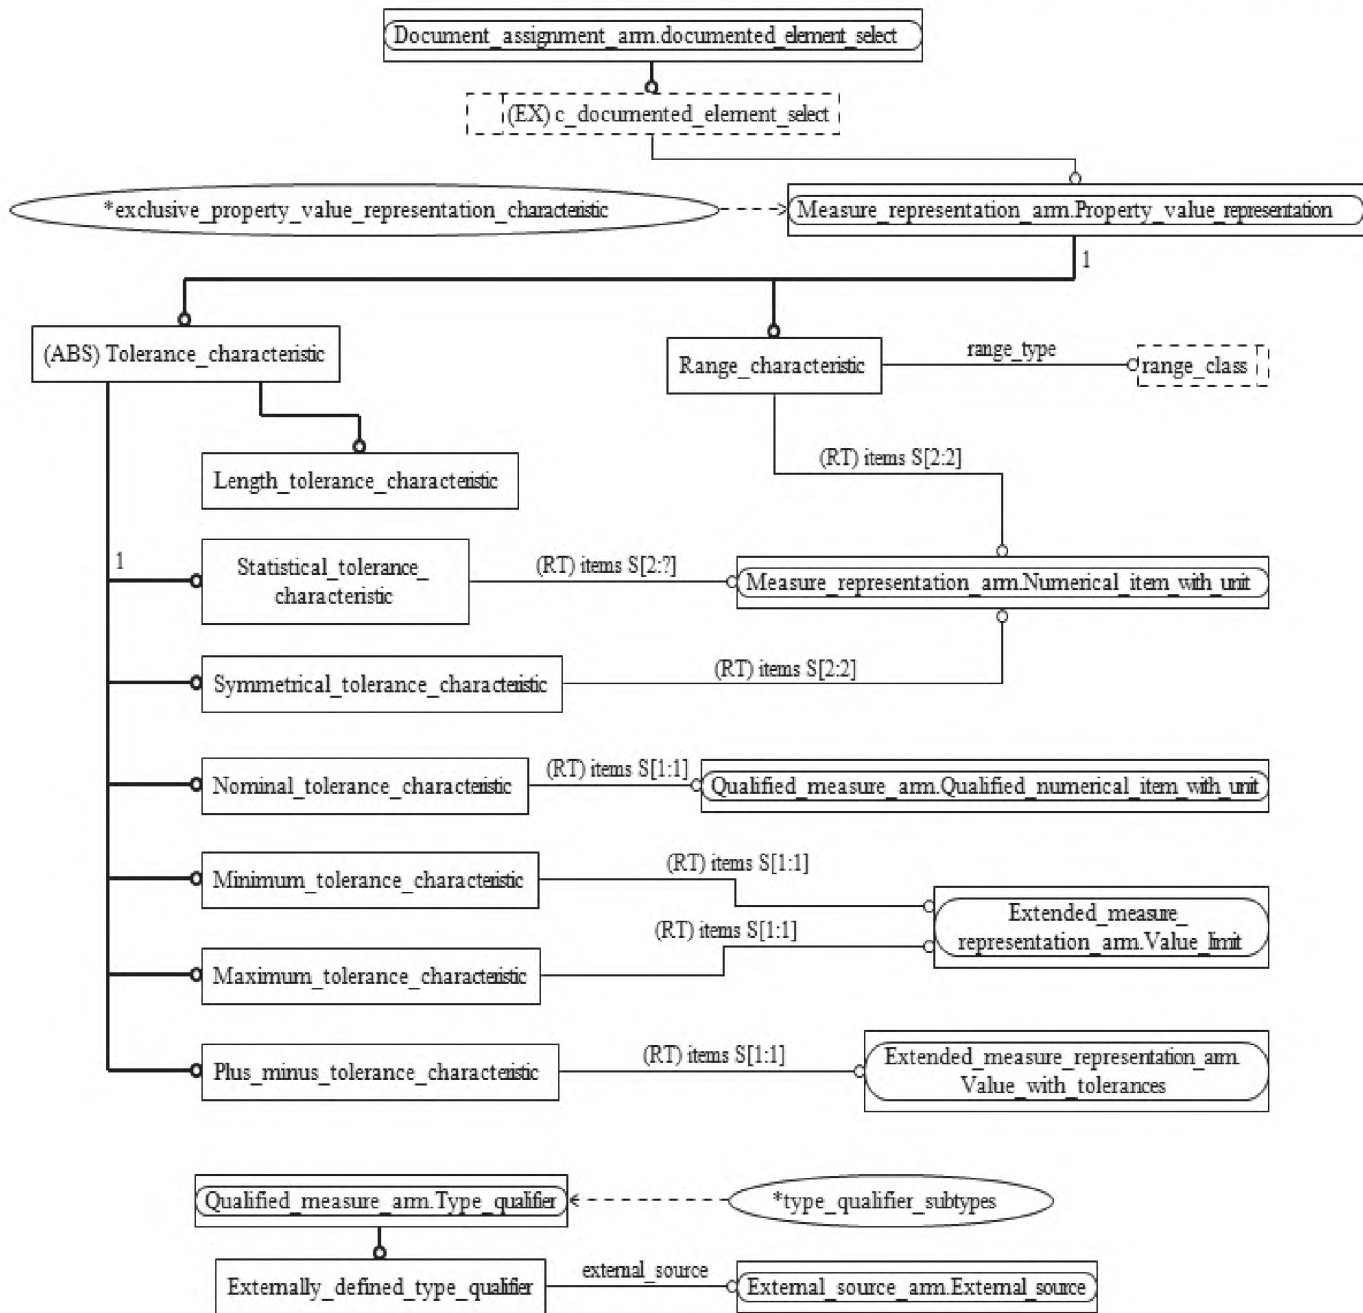 Document_assignment_arm.documented_element_select
(EX) c_documented_element_select
*exclusive_property_value_representation_characteristic
Measure_representation_arm.Property_value_representation
1
(ABS) Tolerance_characteristic
Range_characteristic
range_type
range_class
(RT) items S[2:2]
Length_tolerance_characteristic
1
Statistical_tolerance_
characteristic
(RT) items S[2:?]
Measure_representation_arm.Numerical_item_with_unit
Symmetrical_tolerance_characteristic
(RT) items S[2:2]
Nominal_tolerance_characteristic
(RT) items S[1:1]
Qualified_measure_arm.Qualified_numerical_item_with_unit
Minimum_tolerance_characteristic
(RT) items S[1:1]
Extended_measure_
representation_arm.Value_limit
(RT) items S[1:1]
Maximum_tolerance_characteristic
Plus_minus_tolerance_characteristic
(RT) items S[1:1]
Extended_measure_representation_arm.
Value_with_tolerances
Qualified_measure_arm.Type_qualifier
*type_qualifier_subtypes
Externally_defined_type_qualifier
external_source
External_source_arm.External_source